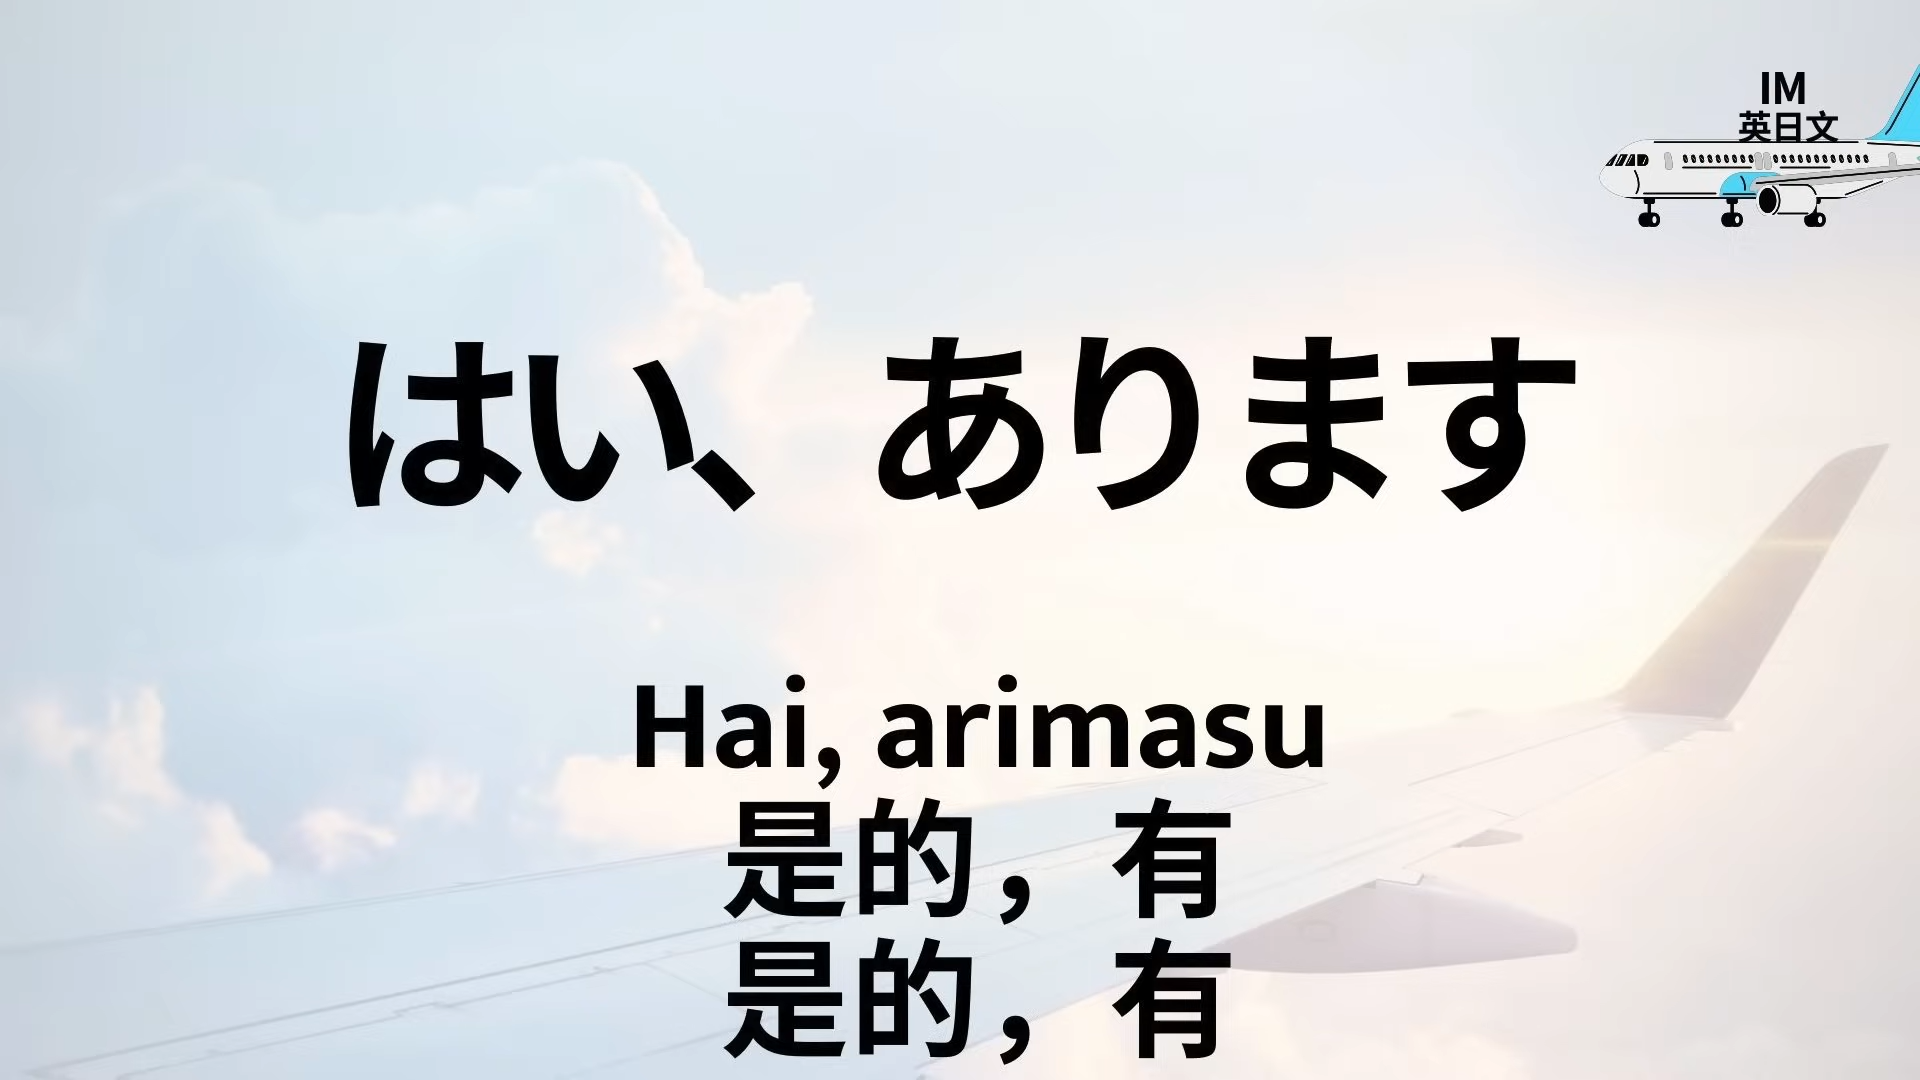 IM
英日文
はい、あります
Hai, arimasu
是的，有
是的，有